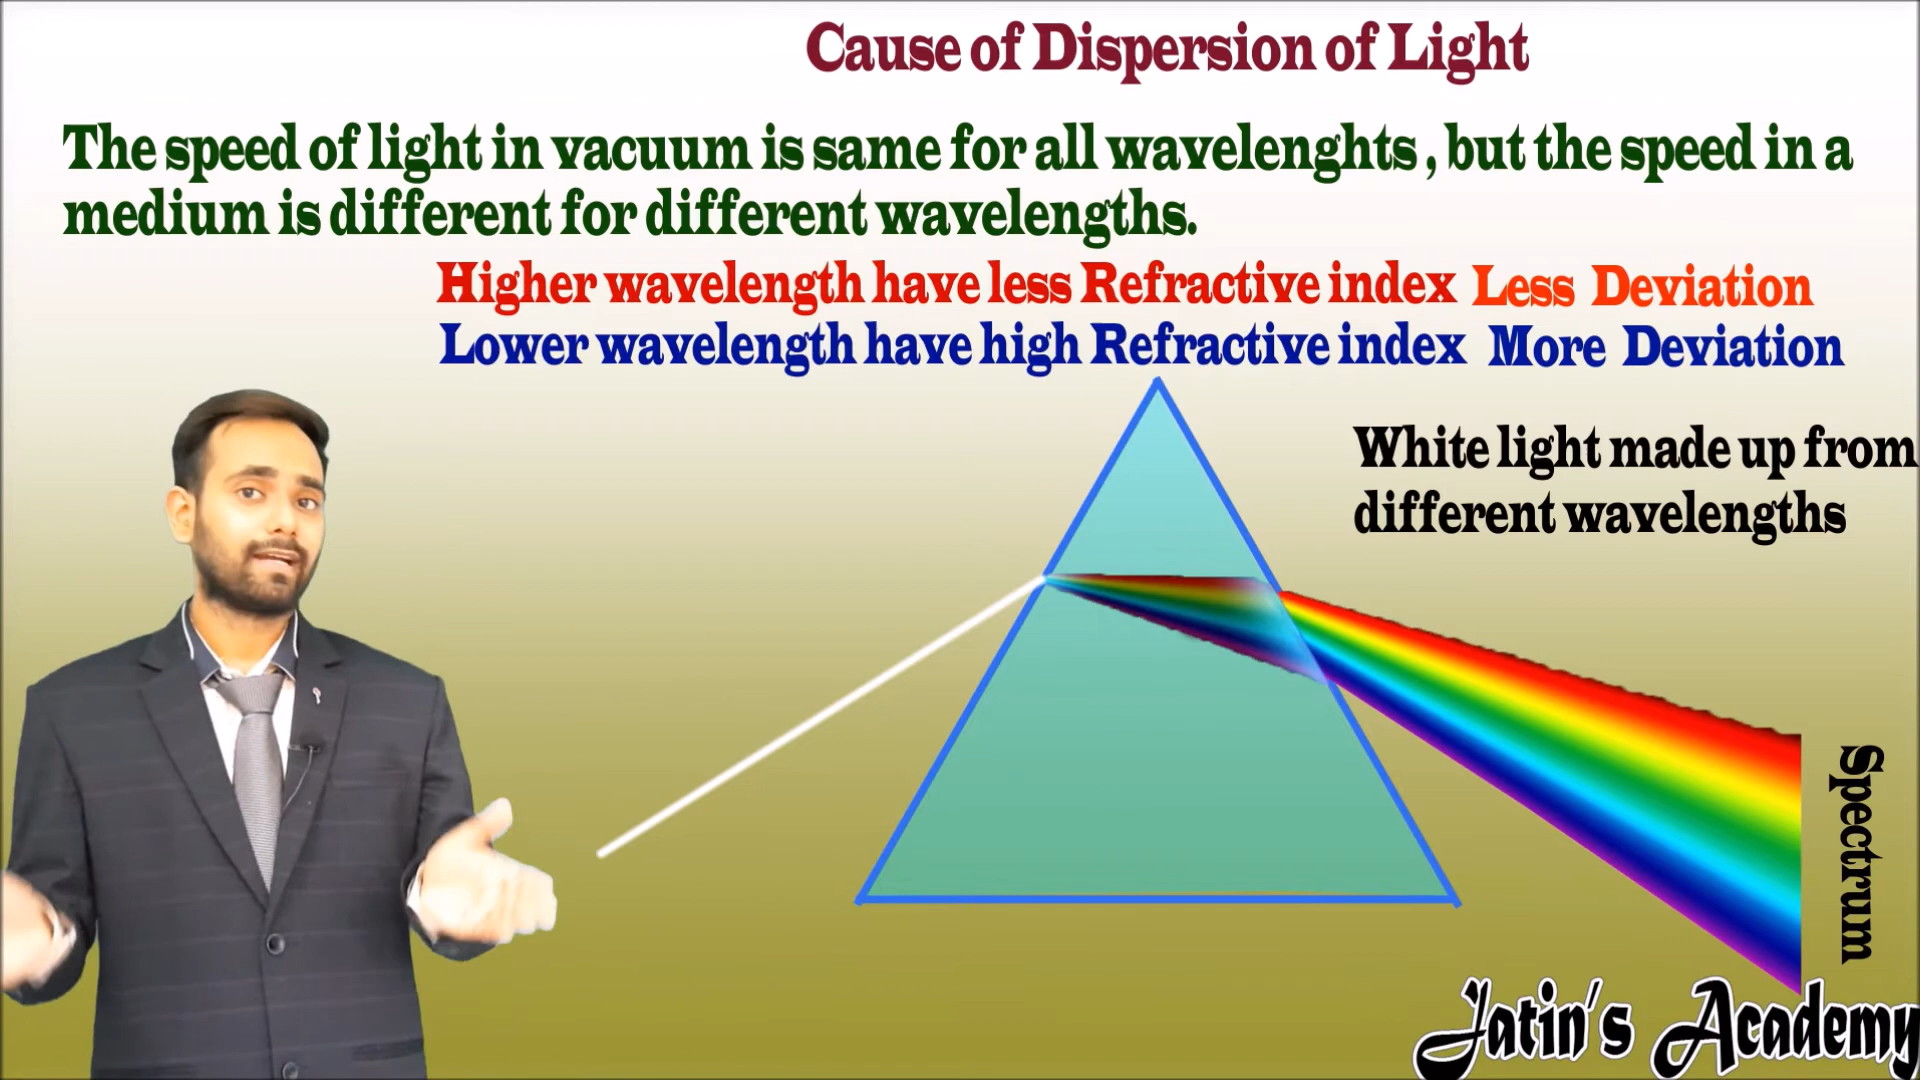 Cause of Dispersion of Light
The speed of light in vacuum is same for all wavelenghts , but the speed in a
medium is different for different wavelengths.
Higher wavelength have less Refractive index Less Deviation
Lower wavelength have high Refractive index More Deviation
White light made up from
different wavelengths
Spectrum
Jatin's Academy